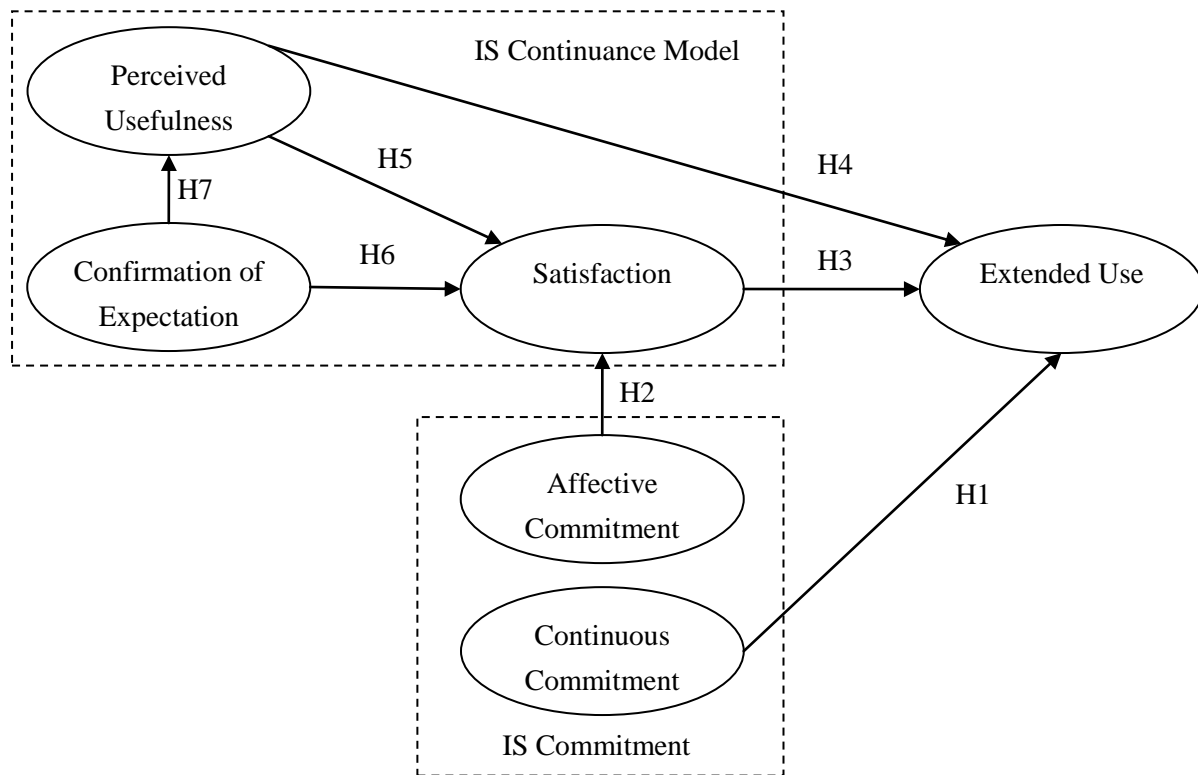 IS Continuance Model
Perceived
Usefulness
H5
H4
H7
Confirmation of
Expectation
H6
Satisfaction
H3
Extended Use
H2
Affective
Commitment
H1
Continuous
Commitment
IS Commitment